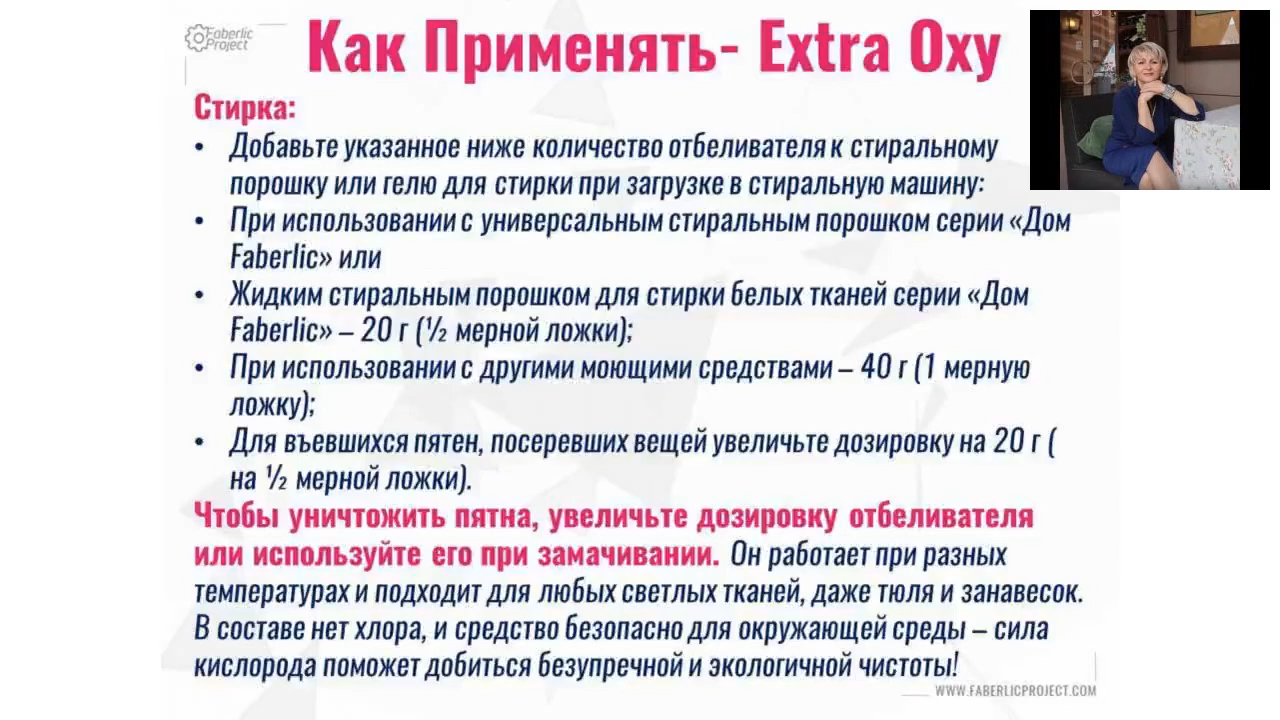 Faberlic
Project
Как Применять- Extra Oxy
Стирка:
• Добавьте указанное ниже количество отбеливателя к стиральному
порошку или гелю для стирки при загрузке в стиральную машину:
• При использовании с универсальным стиральным порошком серии «Дом
Faberlic» или
• Жидким стиральным порошком для стирки белых тканей серии «Дом
Faberlic» – 20 г (½ мерной ложки);
• При использовании с другими моющими средствами – 40 г (1 мерную
ложку);
• Для въевшихся пятен, посеревших вещей увеличьте дозировку на 20 г (
на ½ мерной ложки).
Чтобы уничтожить пятна, увеличьте дозировку отбеливателя
или используйте его при замачивании. Он работает при разных
температурах и подходит для любых светлых тканей, даже тюля и занавесок.
В составе нет хлора, и средство безопасно для окружающей среды – сила
кислорода поможет добиться безупречной и экологичной чистоты!
WWW.FABERLICPROJECT.COM